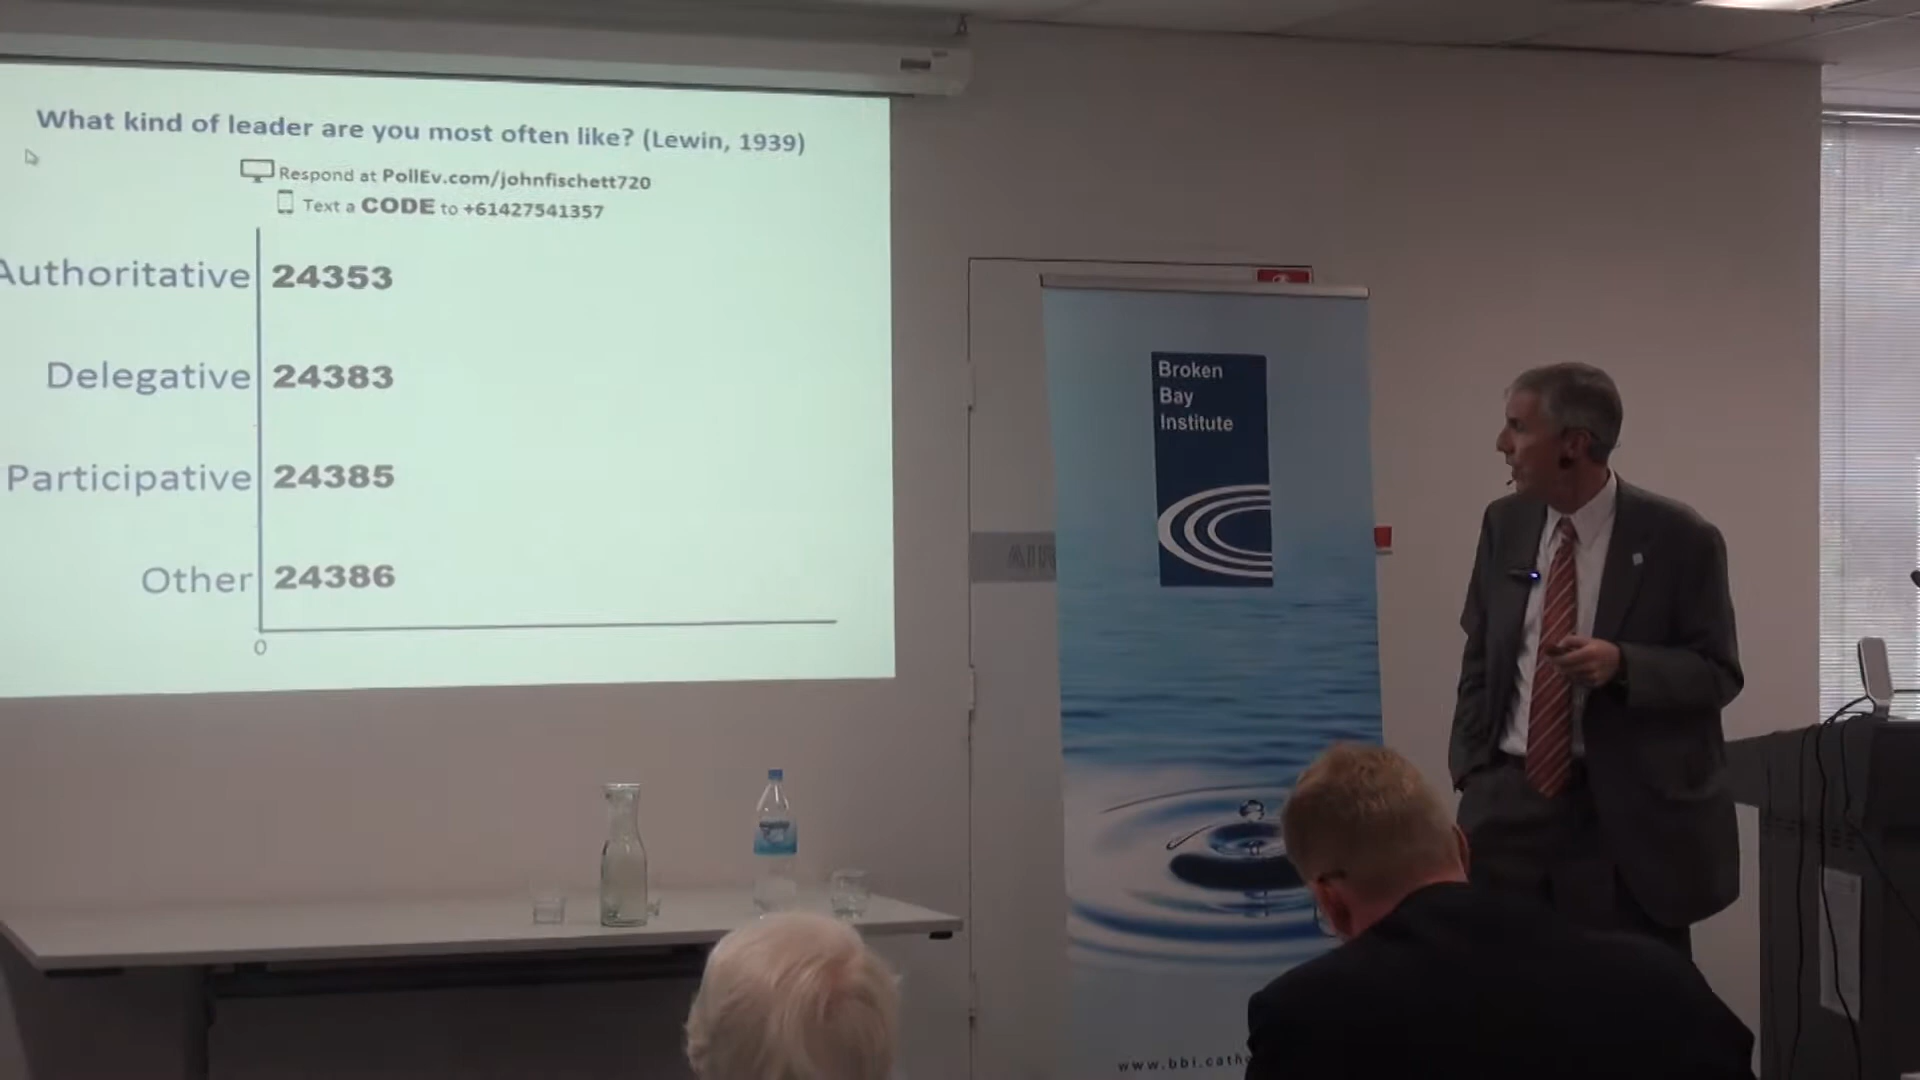 What kind of leader are you most often like? (Lewin, 1939)
Respond at PollEv.com/johnfischett720
Text a CODE to +61427541357
Authoritative 24353
Delegative 24383
Participative 24385
Other 24386
0
Broken
Bay
Institute
AIR
www.bbi.cath